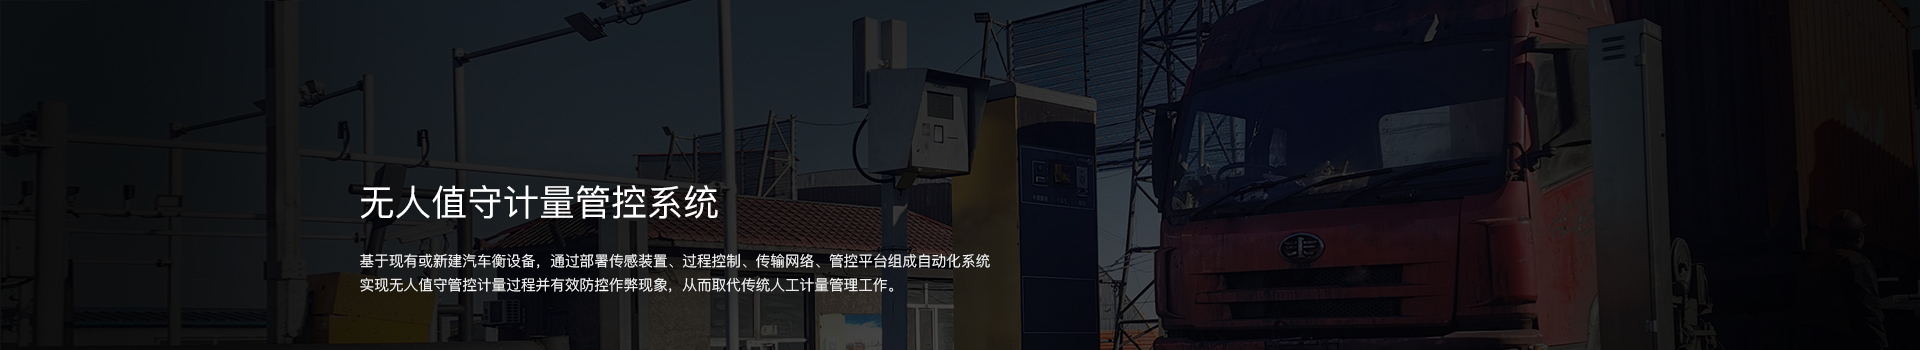 无人值守计量管控系统
基于现有或新建汽车衡设备，通过部署传感装置、过程控制、传输网络、管控平台组成自动化系统
实现无人值守管控计量过程并有效防控作弊现象，从而取代传统人工计量管理工作。